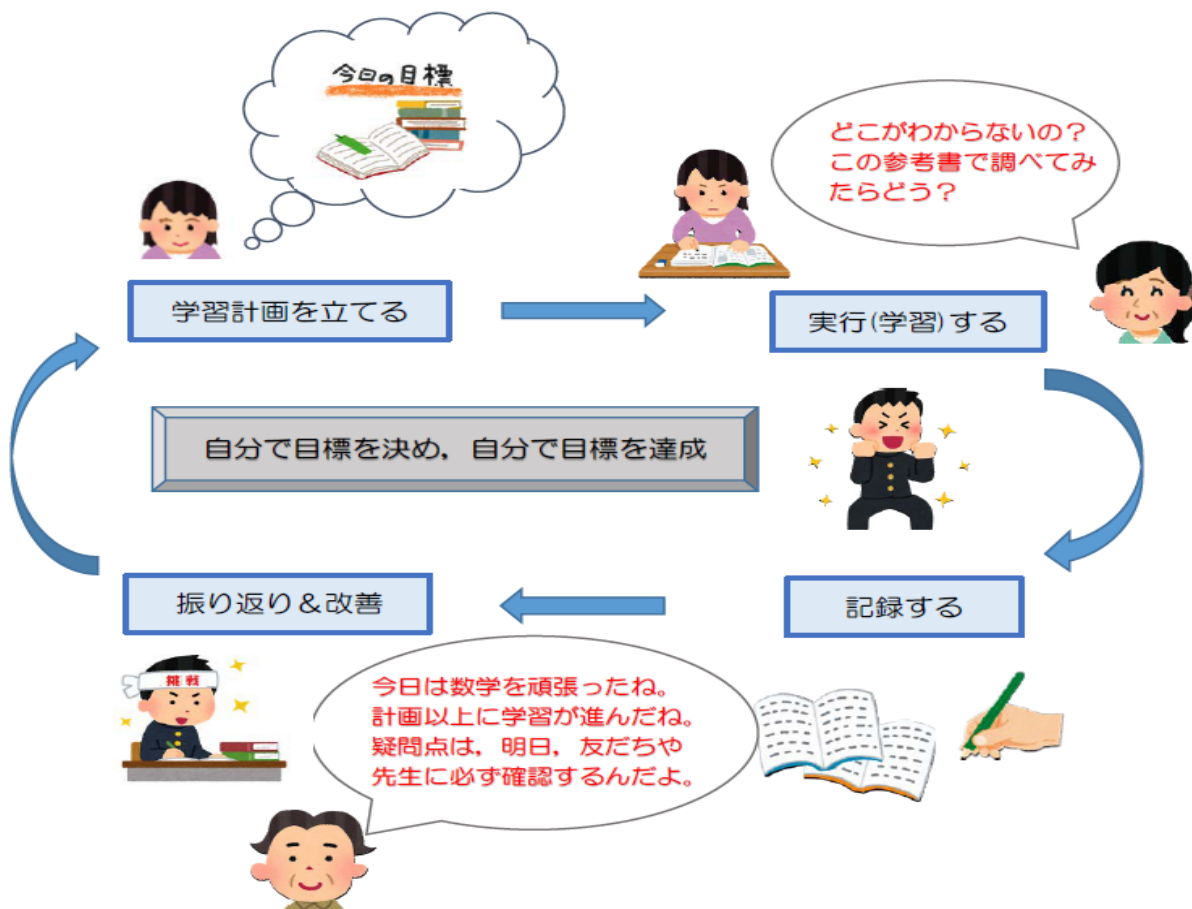 今日の目標
どこがわからないの？
この参考書で調べてみ
たらどう？
学習計画を立てる
実行(学習)する
自分で目標を決め，自分で目標を達成
振り返り＆改善
記録する
挑戦
今日は数学を頑張ったね。
計画以上に学習が進んだね。
疑問点は，明日，友だちや
先生に必ず確認するんだよ。